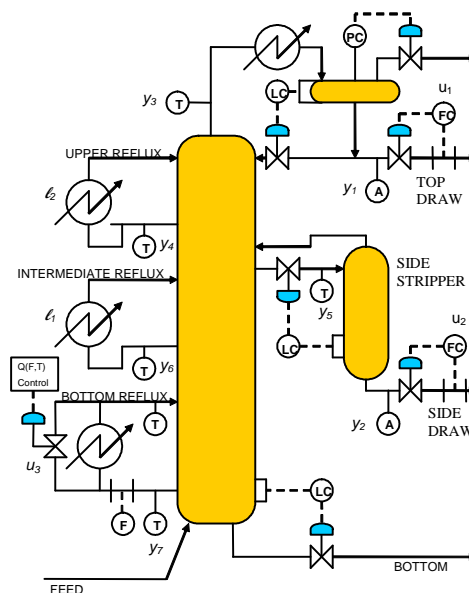 PC
u1
y3
T
LC
FC
UPPER REFLUX
TOP
DRAW
y1
A
ℓ2
T
y4
INTERMEDIATE REFLUX
SIDE
STRIPPER
T
y5
ℓ1
u2
LC
FC
T
y6
Q(F,T)
Control
BOTTOM REFLUX
T
y2
A
SIDE
DRAW
u3
LC
F
T
y7
BOTTOM
FEED